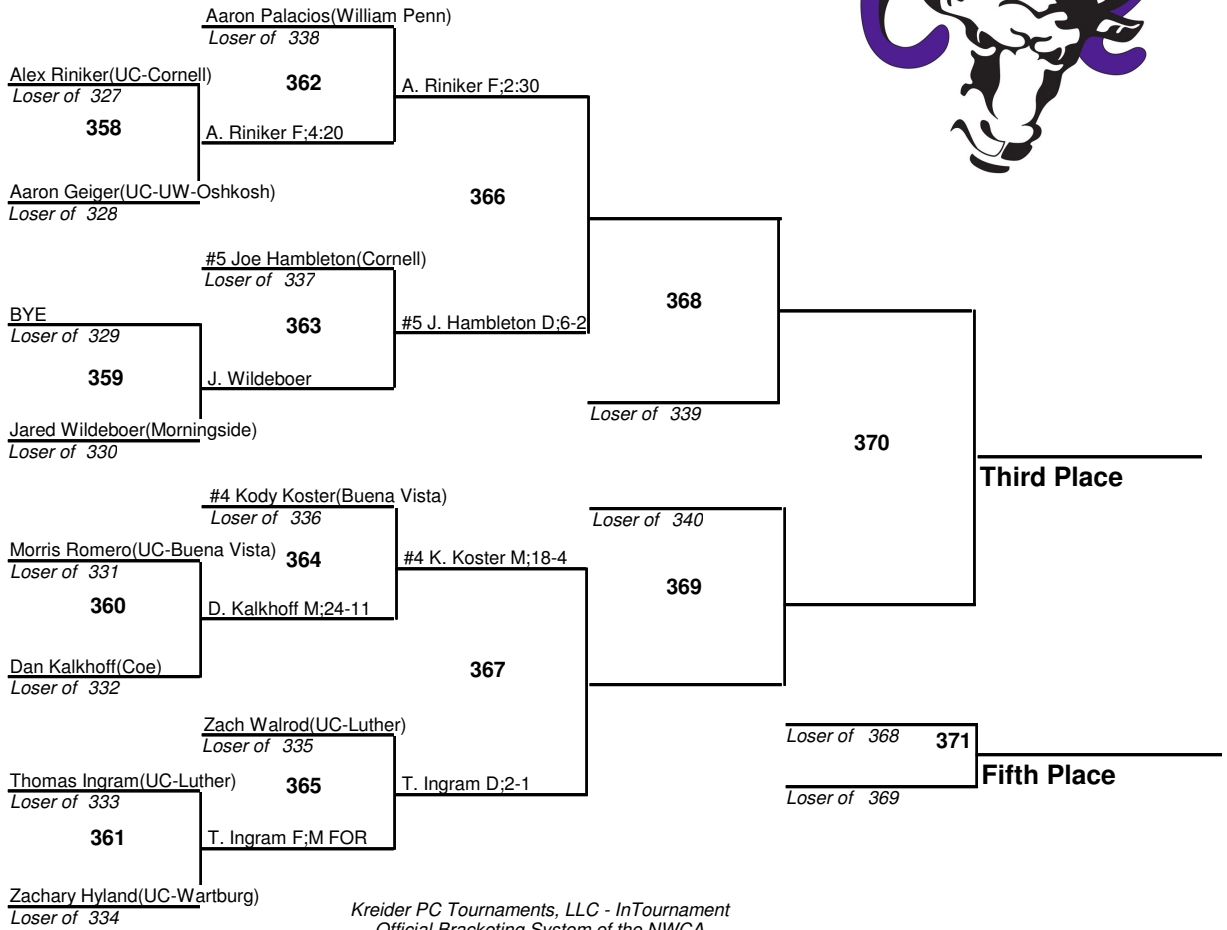 Aaron Palacios(William Penn)
Loser of 338
Alex Riniker(UC-Cornell)
Loser of 327
362
A. Riniker F;2:30
358
A. Riniker F;4:20
Aaron Geiger(UC-UW-Oshkosh)
Loser of 328
366
#5 Joe Hambleton(Cornell)
Loser of 337
368
BYE
Loser of 329
363
#5 J. Hambleton D;6-2
359
J. Wildeboer
Loser of 339
Jared Wildeboer(Morningside)
Loser of 330
370
Third Place
#4 Kody Koster(Buena Vista)
Loser of 336
Loser of 340
Morris Romero(UC-Buena Vista)
Loser of 331
364
#4 K. Koster M;18-4
369
360
D. Kalkhoff M;24-11
Dan Kalkhoff(Coe)
Loser of 332
367
Zach Walrod(UC-Luther)
Loser of 335
Loser of 368
371
Thomas Ingram(UC-Luther)
Loser of 333
365
T. Ingram D;2-1
Fifth Place
Loser of 369
361
T. Ingram F;M FOR
Zachary Hyland(UC-Wartburg)
Loser of 334
Kreider PC Tournaments, LLC - InTournament
Official Bracketing System of the NWCA